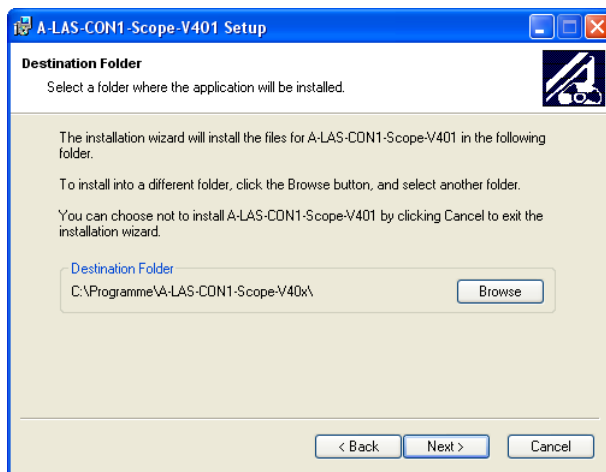 A-LAS-CON1-Scope-V401 Setup
Destination Folder
Select a folder where the application will be installed.
The installation wizard will install the files for A-LAS-CON1-Scope-V401 in the following
folder.
To install into a different folder, click the Browse button, and select another folder.
You can choose not to install A-LAS-CON1-Scope-V401 by clicking Cancel to exit the
installation wizard.
Destination Folder
C:\Programme\A-LAS-CON1-Scope-V40x\
Browse
< Back
Next >
Cancel